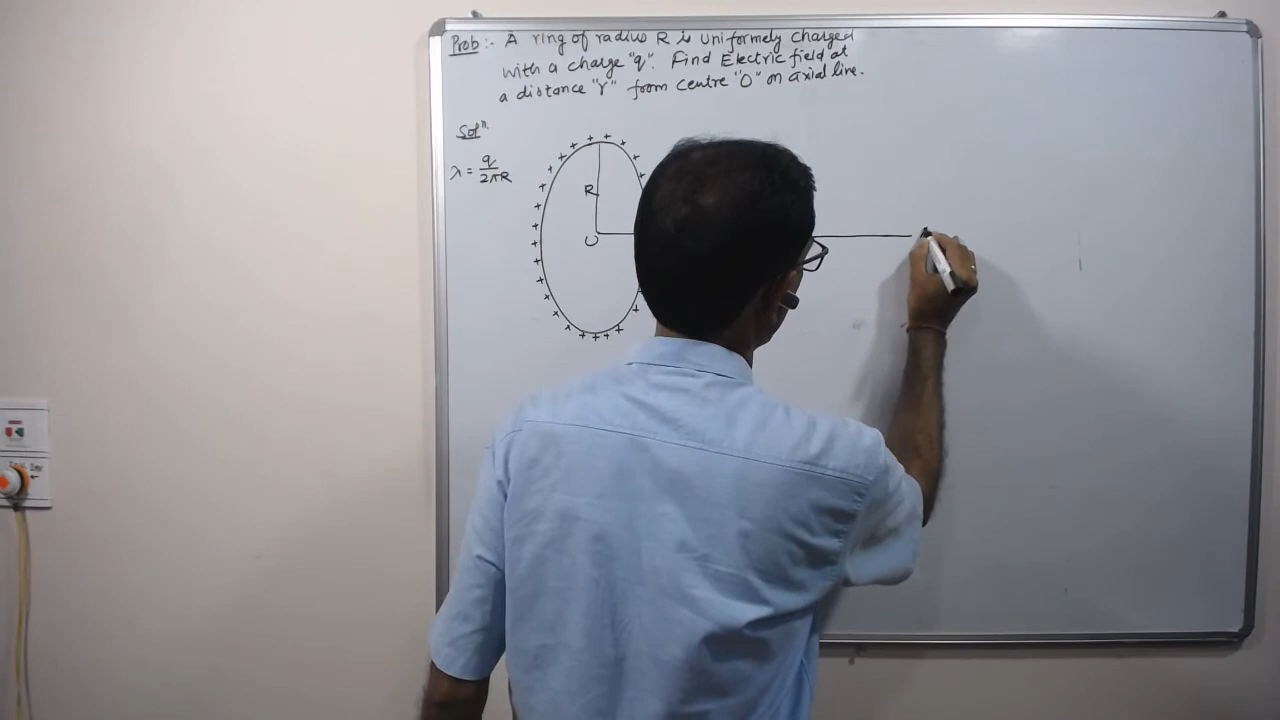 Prob:- A ring of radius R is uniformely charged
with a charge "q". Find Electric field at
a distance "r" from centre "O" on axial line.
Solⁿ.
λ = q/2πR
R
O